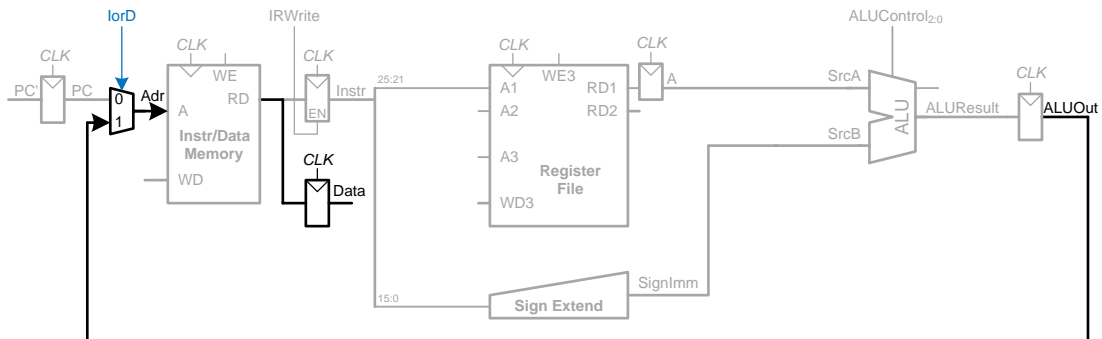 IorD
IRWrite
ALUControl2:0
CLK
CLK
CLK
CLK
CLK
CLK
PC'
PC
0
1
Adr
WE
A
RD
Instr/Data
Memory
WD
EN
Instr
CLK
Data
25:21
15:0
A1
A2
A3
WD3
WE3
RD1
RD2
Register
File
A
Sign Extend
SignImm
SrcA
SrcB
ALU
ALUResult
ALUOut